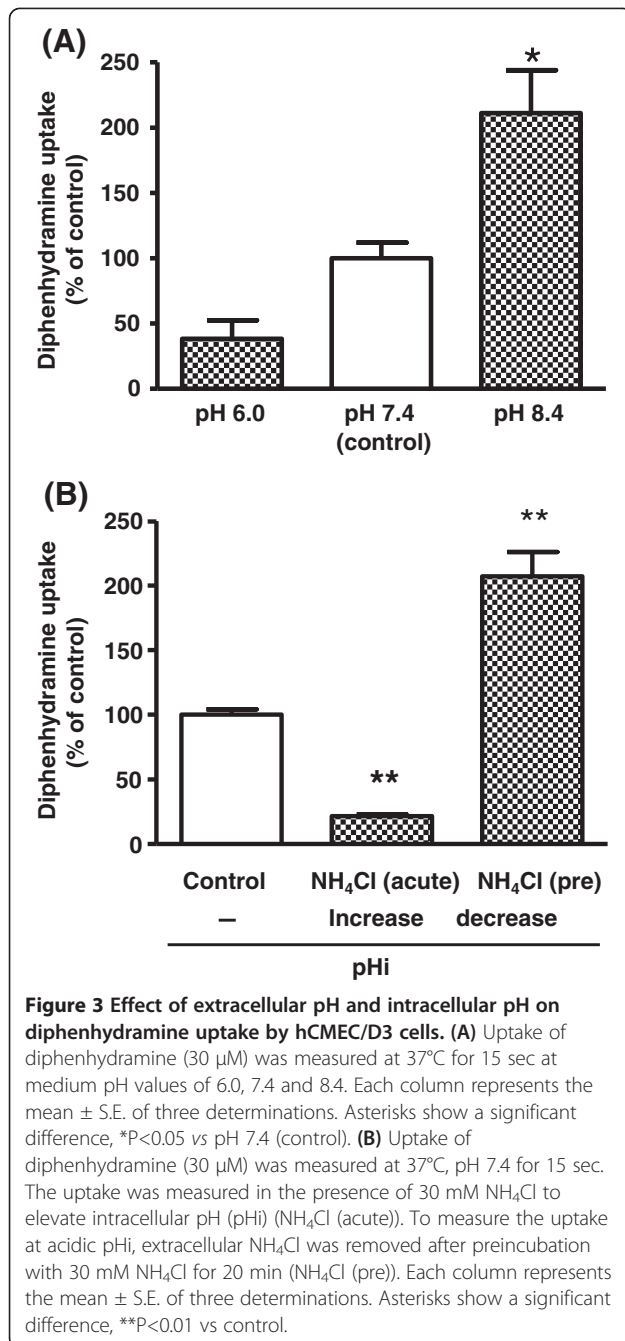 (A)
*
Diphenhydramine uptake
(% of control)
250
200
150
100
50
0
pH 6.0 pH 7.4 pH 8.4
(control)
(B)
**
Diphenhydramine uptake
(% of control)
250
200
150
100
50
0
**
Control NH₄Cl (acute) NH₄Cl (pre)
– Increase decrease
pHi
Figure 3 Effect of extracellular pH and intracellular pH on
diphenhydramine uptake by hCMEC/D3 cells. (A) Uptake of
diphenhydramine (30 μM) was measured at 37°C for 15 sec at
medium pH values of 6.0, 7.4 and 8.4. Each column represents the
mean ± S.E. of three determinations. Asterisks show a significant
difference, *P<0.05 vs pH 7.4 (control). (B) Uptake of
diphenhydramine (30 μM) was measured at 37°C, pH 7.4 for 15 sec.
The uptake was measured in the presence of 30 mM NH₄Cl to
elevate intracellular pH (pHi) (NH₄Cl (acute)). To measure the uptake
at acidic pHi, extracellular NH₄Cl was removed after preincubation
with 30 mM NH₄Cl for 20 min (NH₄Cl (pre)). Each column represents
the mean ± S.E. of three determinations. Asterisks show a significant
difference, **P<0.01 vs control.